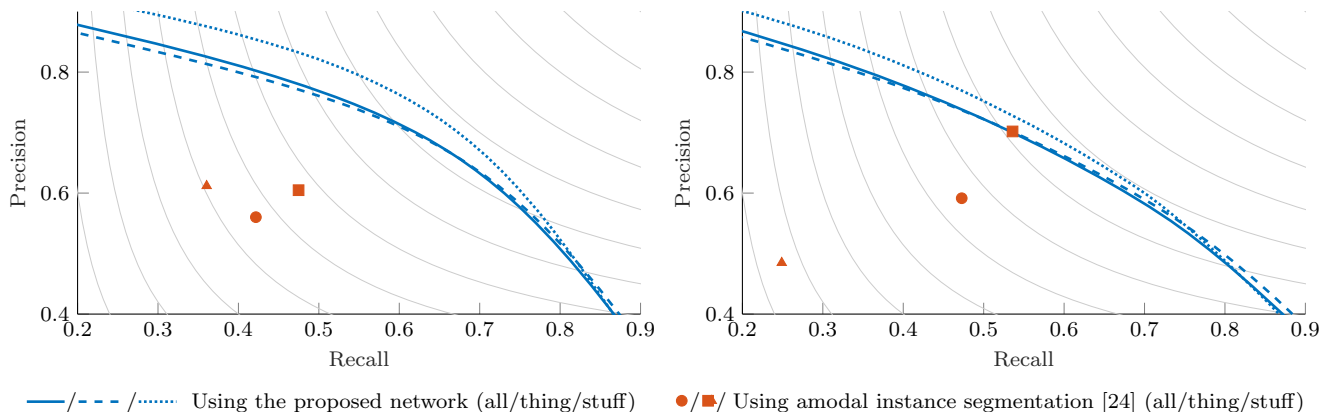 0.8
0.6
0.4
Precision
0.2 0.3 0.4 0.5 0.6 0.7 0.8 0.9
Recall
0.8
0.6
0.4
Precision
0.2 0.3 0.4 0.5 0.6 0.7 0.8 0.9
Recall
/ / Using the proposed network (all/thing/stuff)
/ / Using amodal instance segmentation [24] (all/thing/stuff)